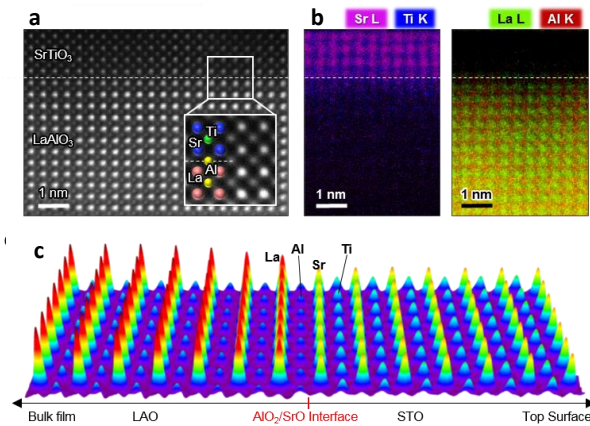 a
SrTiO₃
LaAlO₃
1 nm
Ti
Sr
Al
La
b
Sr L Ti K La L Al K
1 nm
1 nm
c
La
Al
Sr
Ti
Bulk film LAO AlO₂/SrO Interface STO Top Surface